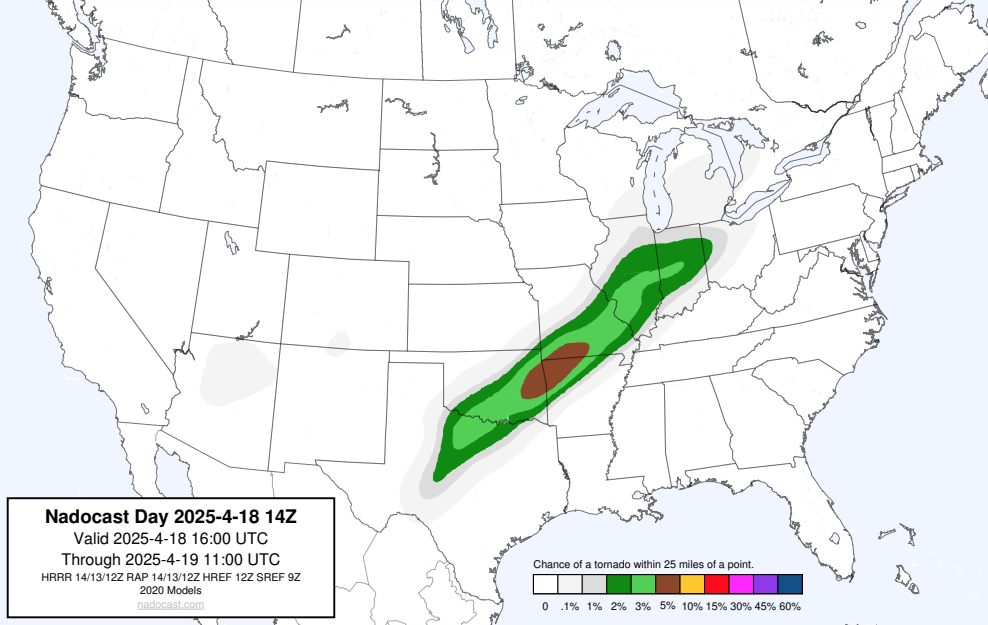 Nadocast Day 2025-4-18 14Z
Valid 2025-4-18 16:00 UTC
Through 2025-4-19 11:00 UTC
HRRR 14/13/12Z RAP 14/13/12Z HREF 12Z SREF 9Z
2020 Models
nadocast.com
Chance of a tornado within 25 miles of a point.
0 .1% 1% 2% 3% 5% 10% 15% 30% 45% 60%